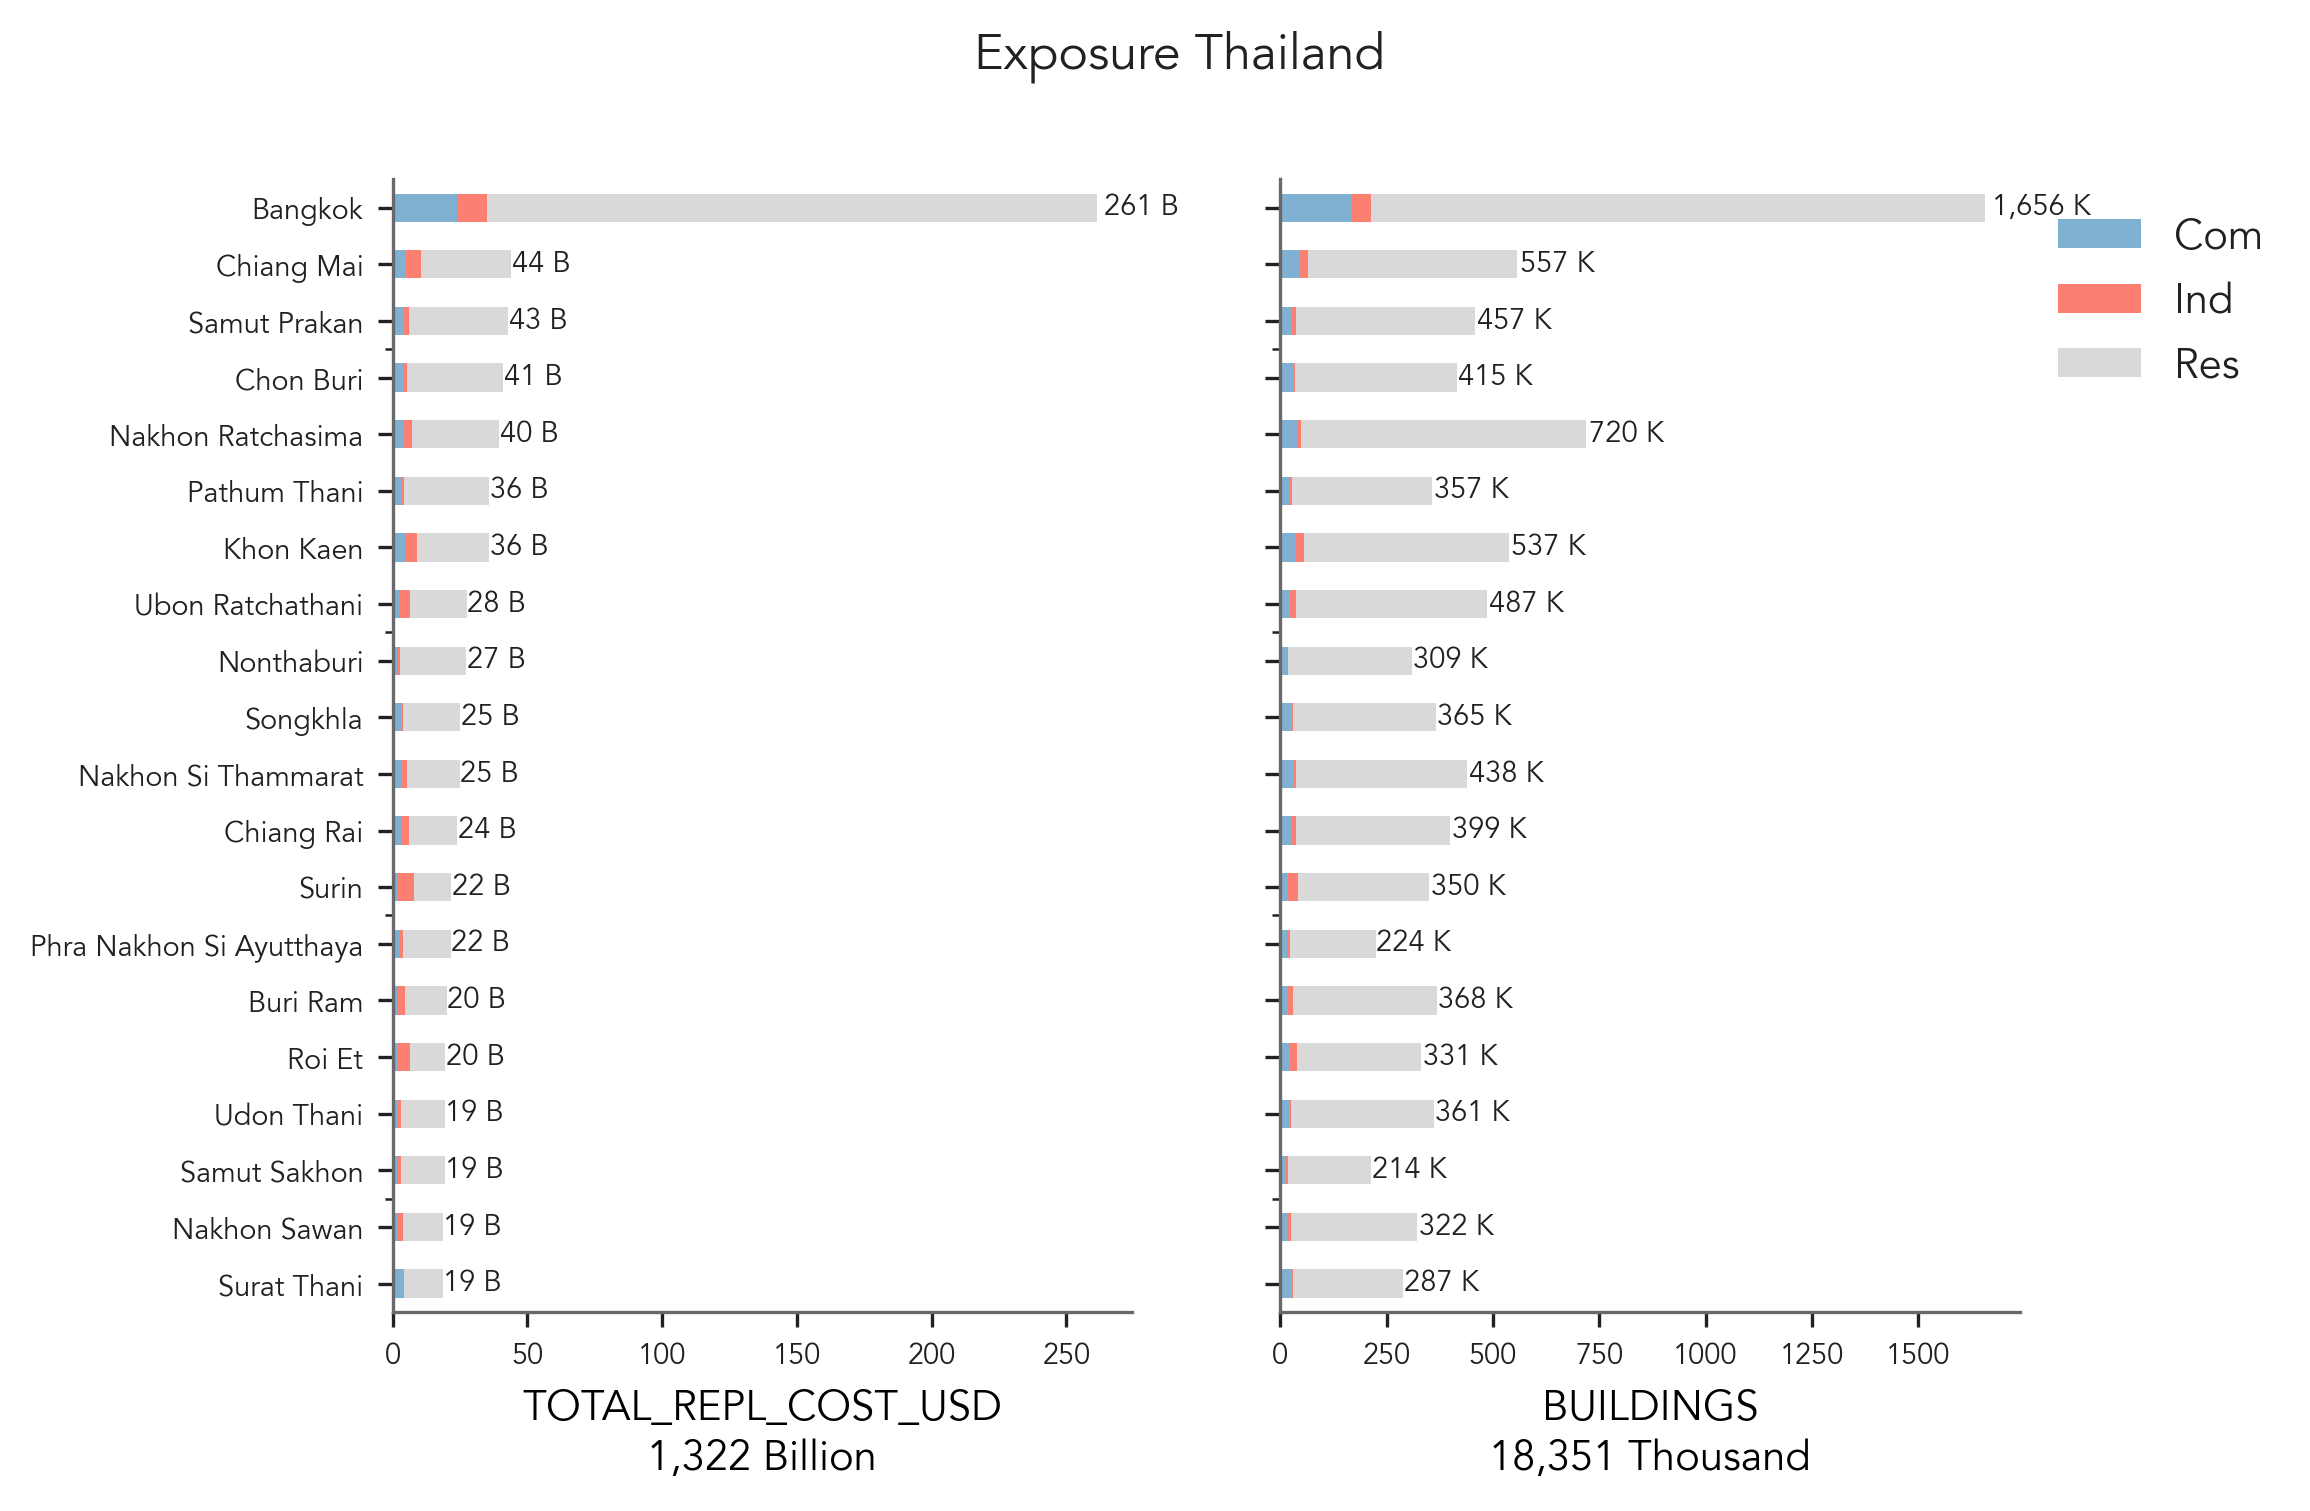 Exposure Thailand
Bangkok
Chiang Mai
Samut Prakan
Chon Buri
Nakhon Ratchasima
Pathum Thani
Khon Kaen
Ubon Ratchathani
Nonthaburi
Songkhla
Nakhon Si Thammarat
Chiang Rai
Surin
Phra Nakhon Si Ayutthaya
Buri Ram
Roi Et
Udon Thani
Samut Sakhon
Nakhon Sawan
Surat Thani
261 B
44 B
43 B
41 B
40 B
36 B
36 B
28 B
27 B
25 B
25 B
24 B
22 B
22 B
20 B
20 B
19 B
19 B
19 B
19 B
0 50 100 150 200 250
TOTAL_REPL_COST_USD
1,322 Billion
1,656 K
557 K
457 K
415 K
720 K
357 K
537 K
487 K
309 K
365 K
438 K
399 K
350 K
224 K
368 K
331 K
361 K
214 K
322 K
287 K
0 250 500 750 1000 1250 1500
BUILDINGS
18,351 Thousand
Com
Ind
Res